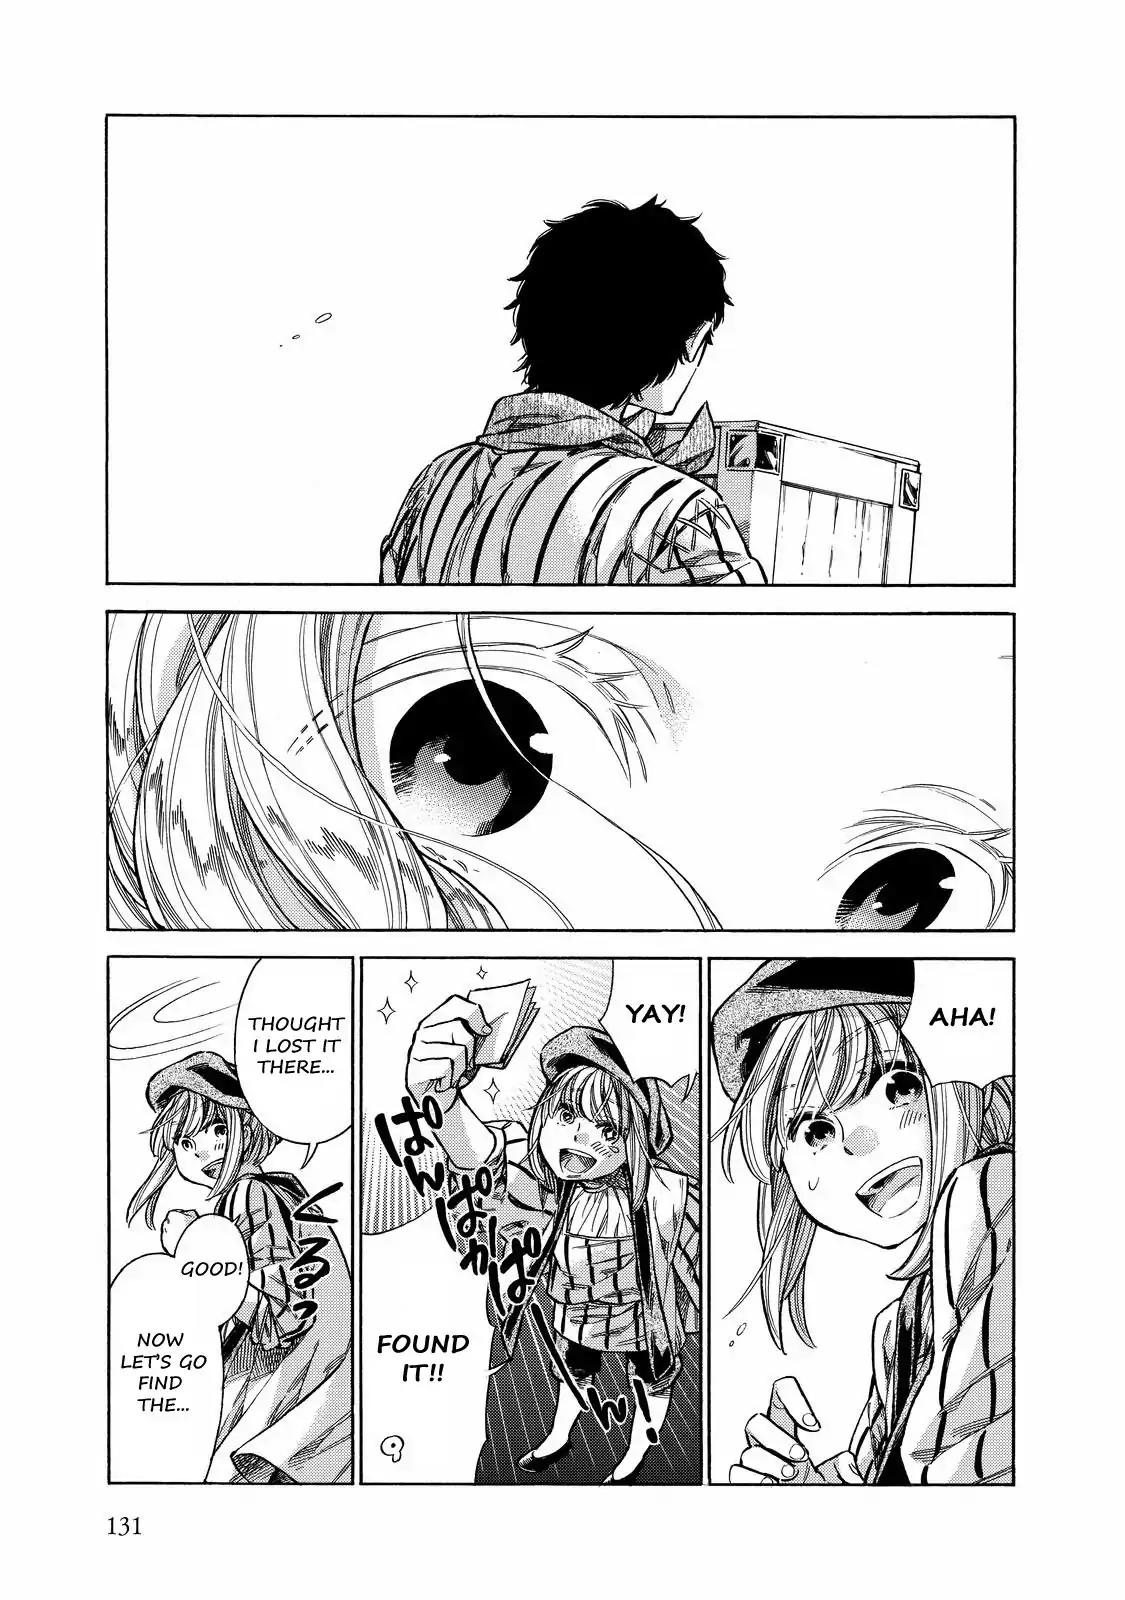 AHA!
YAY!
ぱんぱかぱーん!
FOUND
IT!!
THOUGHT
I LOST IT
THERE...
くるっ
GOOD!
NOW
LET'S GO
FIND
THE...
131